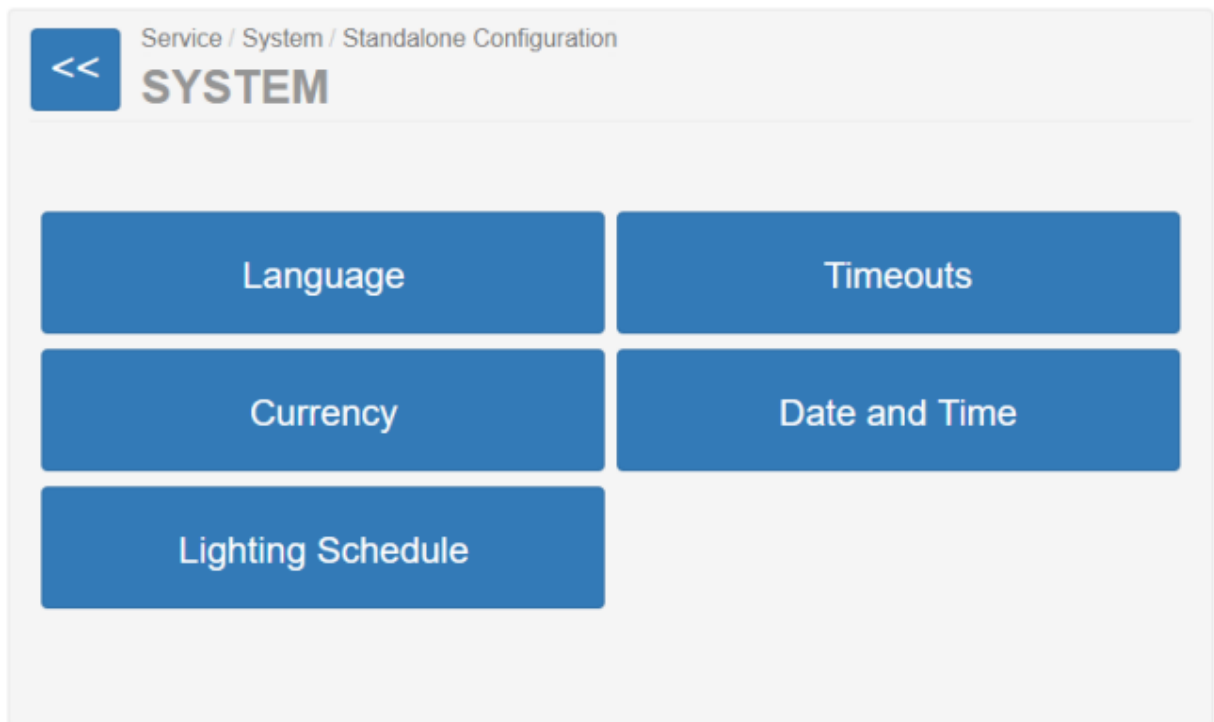 <<
Service / System / Standalone Configuration
SYSTEM
Language
Timeouts
Currency
Date and Time
Lighting Schedule